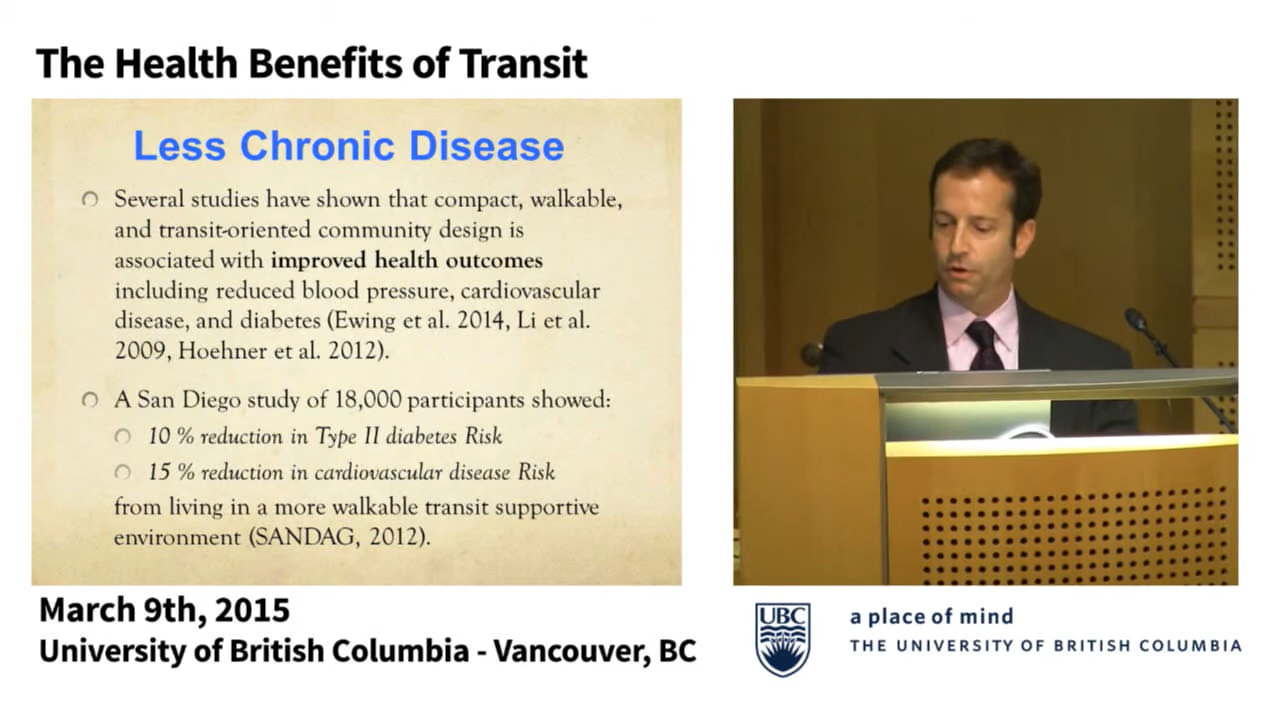 The Health Benefits of Transit
Less Chronic Disease
Several studies have shown that compact, walkable,
and transit-oriented community design is
associated with improved health outcomes
including reduced blood pressure, cardiovascular
disease, and diabetes (Ewing et al. 2014, Li et al.
2009, Hoehner et al. 2012).
A San Diego study of 18,000 participants showed:
10 % reduction in Type II diabetes Risk
15 % reduction in cardiovascular disease Risk
from living in a more walkable transit supportive
environment (SANDAG, 2012).
March 9th, 2015
University of British Columbia - Vancouver, BC
UBC
a place of mind
THE UNIVERSITY OF BRITISH COLUMBIA